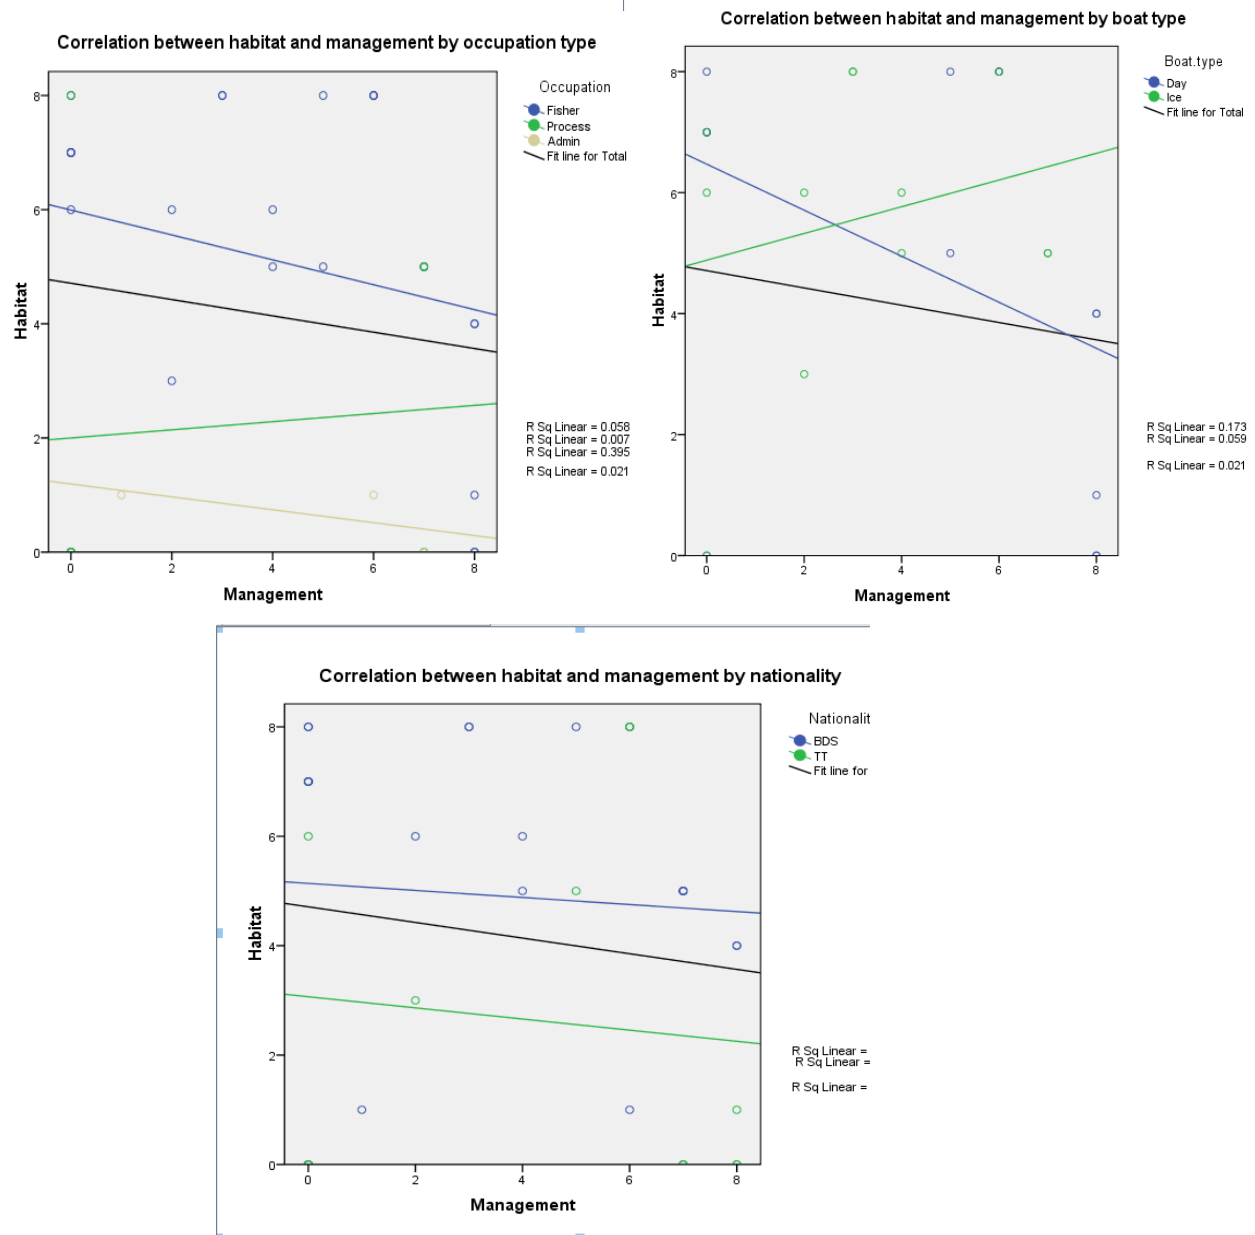 Correlation between habitat and management by occupation type
Occupation
Fisher
Process
Admin
Fit line for Total
8
6
4
2
0
Habitat
R Sq Linear = 0.058
R Sq Linear = 0.007
R Sq Linear = 0.395
R Sq Linear = 0.021
0 2 4 6 8
Management
Correlation between habitat and management by boat type
Boat.type
Day
Ice
Fit line for Total
8
6
4
2
0
Habitat
R Sq Linear = 0.173
R Sq Linear = 0.059
R Sq Linear = 0.021
0 2 4 6 8
Management
Correlation between habitat and management by nationality
Nationalit
BDS
TT
Fit line for
8
6
4
2
0
Habitat
R Sq Linear =
R Sq Linear =
R Sq Linear =
0 2 4 6 8
Management